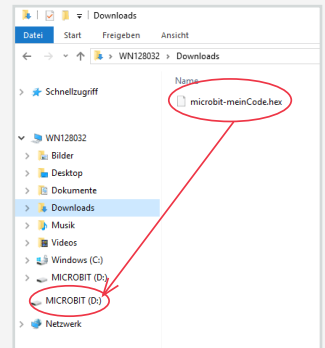 Downloads
Datei Start Freigeben Ansicht
WN128032 > Downloads
Name
Schnellzugriff
microbit-meinCode.hex
WN128032
Bilder
Desktop
Dokumente
Downloads
Musik
Videos
Windows (C:)
MICROBIT (D:)
MICROBIT (D:)
Netzwerk